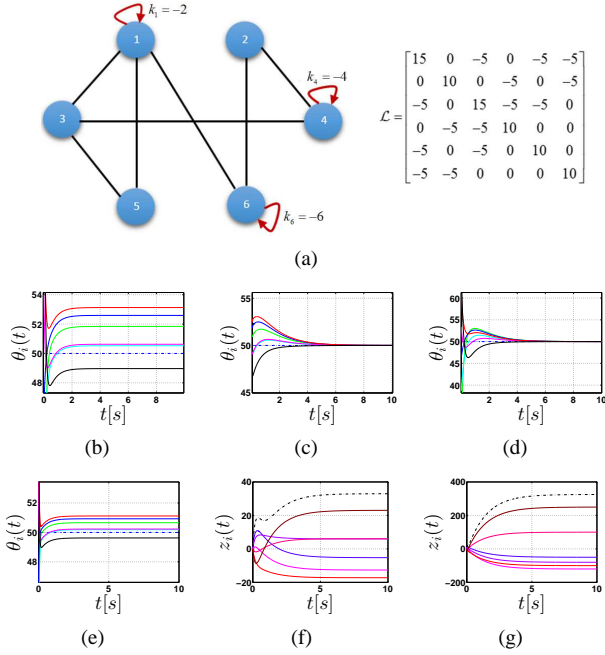 k₁ = −2
1
2
k₄ = −4
3
4
5
6
k₆ = −6
ℒ =
15 0 −5 0 −5 −5
0 10 0 −5 0 −5
−5 0 15 −5 −5 0
0 −5 −5 10 0 0
−5 0 −5 0 10 0
−5 −5 0 0 0 10
(a)
θᵢ(t)
54
52
50
48
0 2 4 6 8
t[s]
(b)
θᵢ(t)
55
50
45
0 2 4 6 8 10
t[s]
(c)
θᵢ(t)
60
55
50
45
40
0 2 4 6 8 10
t[s]
(d)
θᵢ(t)
52
50
48
0 5 10
t[s]
(e)
zᵢ(t)
40
20
0
−20
0 5 10
t[s]
(f)
zᵢ(t)
400
200
0
−200
0 5 10
t[s]
(g)